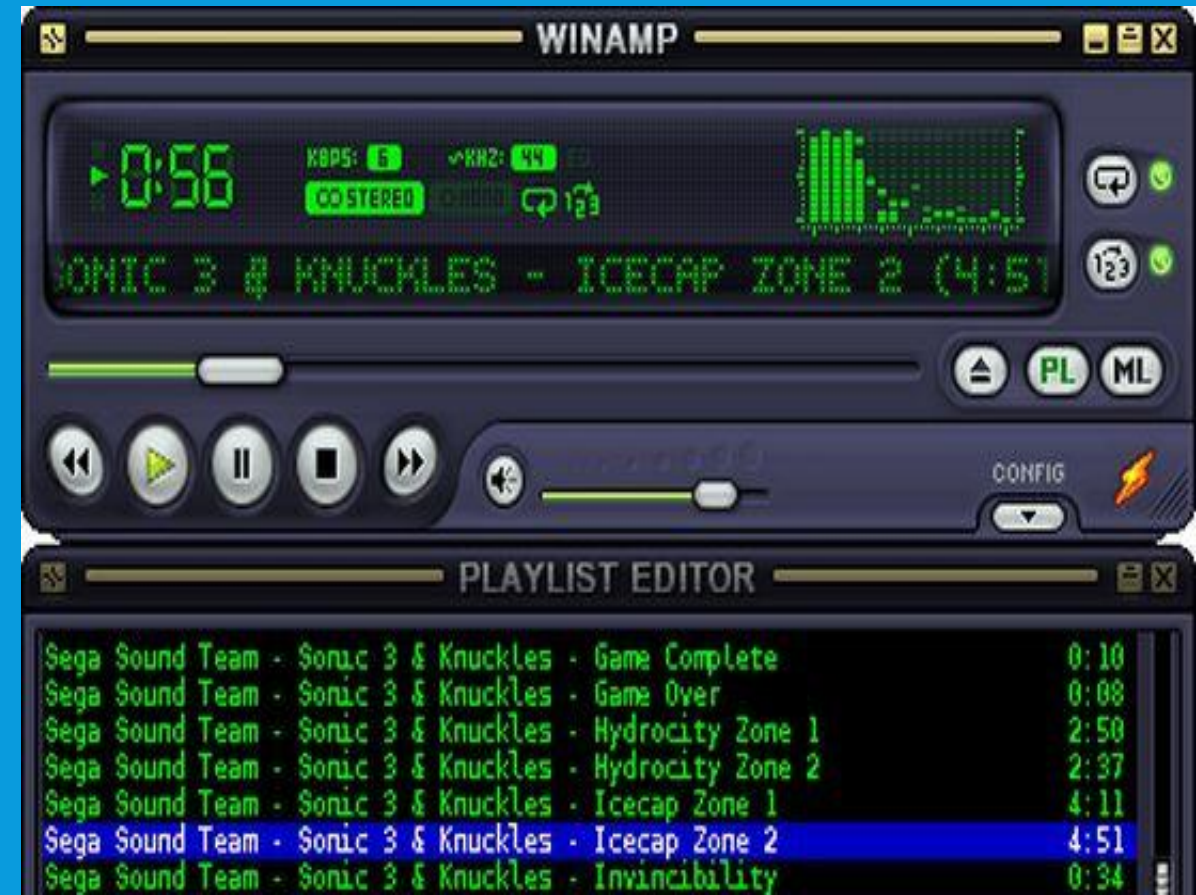 WINAMP
0:56 KBPS: 6 KHZ: 44
STEREO
123
SONIC 3 & KNUCKLES - ICECAP ZONE 2 (4:51
123
PL ML
CONFIG
PLAYLIST EDITOR
Sega Sound Team - Sonic 3 & Knuckles - Game Complete 0:10
Sega Sound Team - Sonic 3 & Knuckles - Game Over 0:08
Sega Sound Team - Sonic 3 & Knuckles - Hydrocity Zone 1 2:50
Sega Sound Team - Sonic 3 & Knuckles - Hydrocity Zone 2 2:37
Sega Sound Team - Sonic 3 & Knuckles - Icecap Zone 1 4:11
Sega Sound Team - Sonic 3 & Knuckles - Icecap Zone 2 4:51
Sega Sound Team - Sonic 3 & Knuckles - Invincibility 0:34